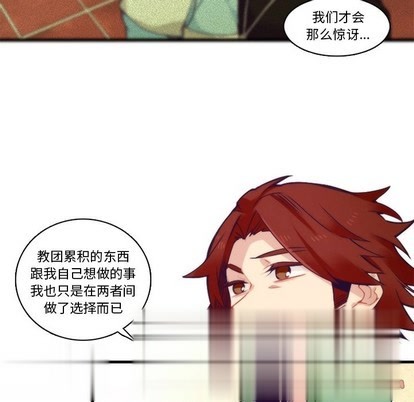 我们才会
那么惊讶...
教团累积的东西
跟我自己想做的事
我也只是在两者间
做了选择而已